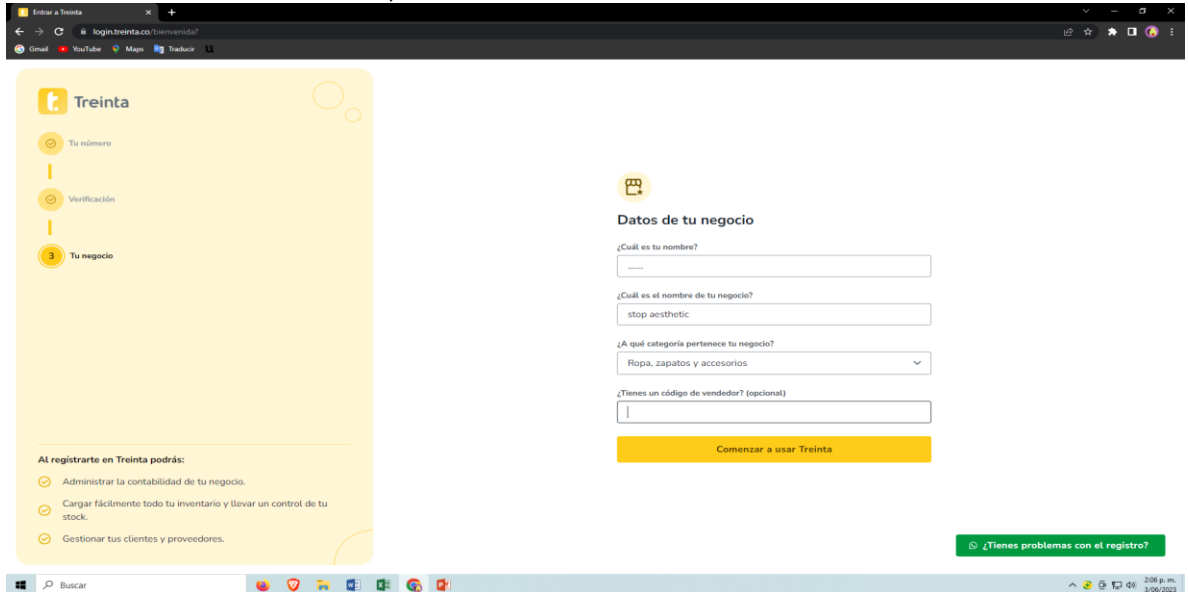 Entrar a Treinta
login.treinta.co/bienvenida?
Gmail YouTube Maps Traducir
Treinta
Tu número
Verificación
3 Tu negocio
Al registrarte en Treinta podrás:
Administrar la contabilidad de tu negocio.
Cargar fácilmente todo tu inventario y llevar un control de tu
stock.
Gestionar tus clientes y proveedores.
Datos de tu negocio
¿Cuál es tu nombre?
.......
¿Cuál es el nombre de tu negocio?
stop aesthetic
¿A qué categoría pertenece tu negocio?
Ropa, zapatos y accesorios
¿Tienes un código de vendedor? (opcional)
Comenzar a usar Treinta
¿Tienes problemas con el registro?
Buscar
2:06 p. m.
3/06/2023